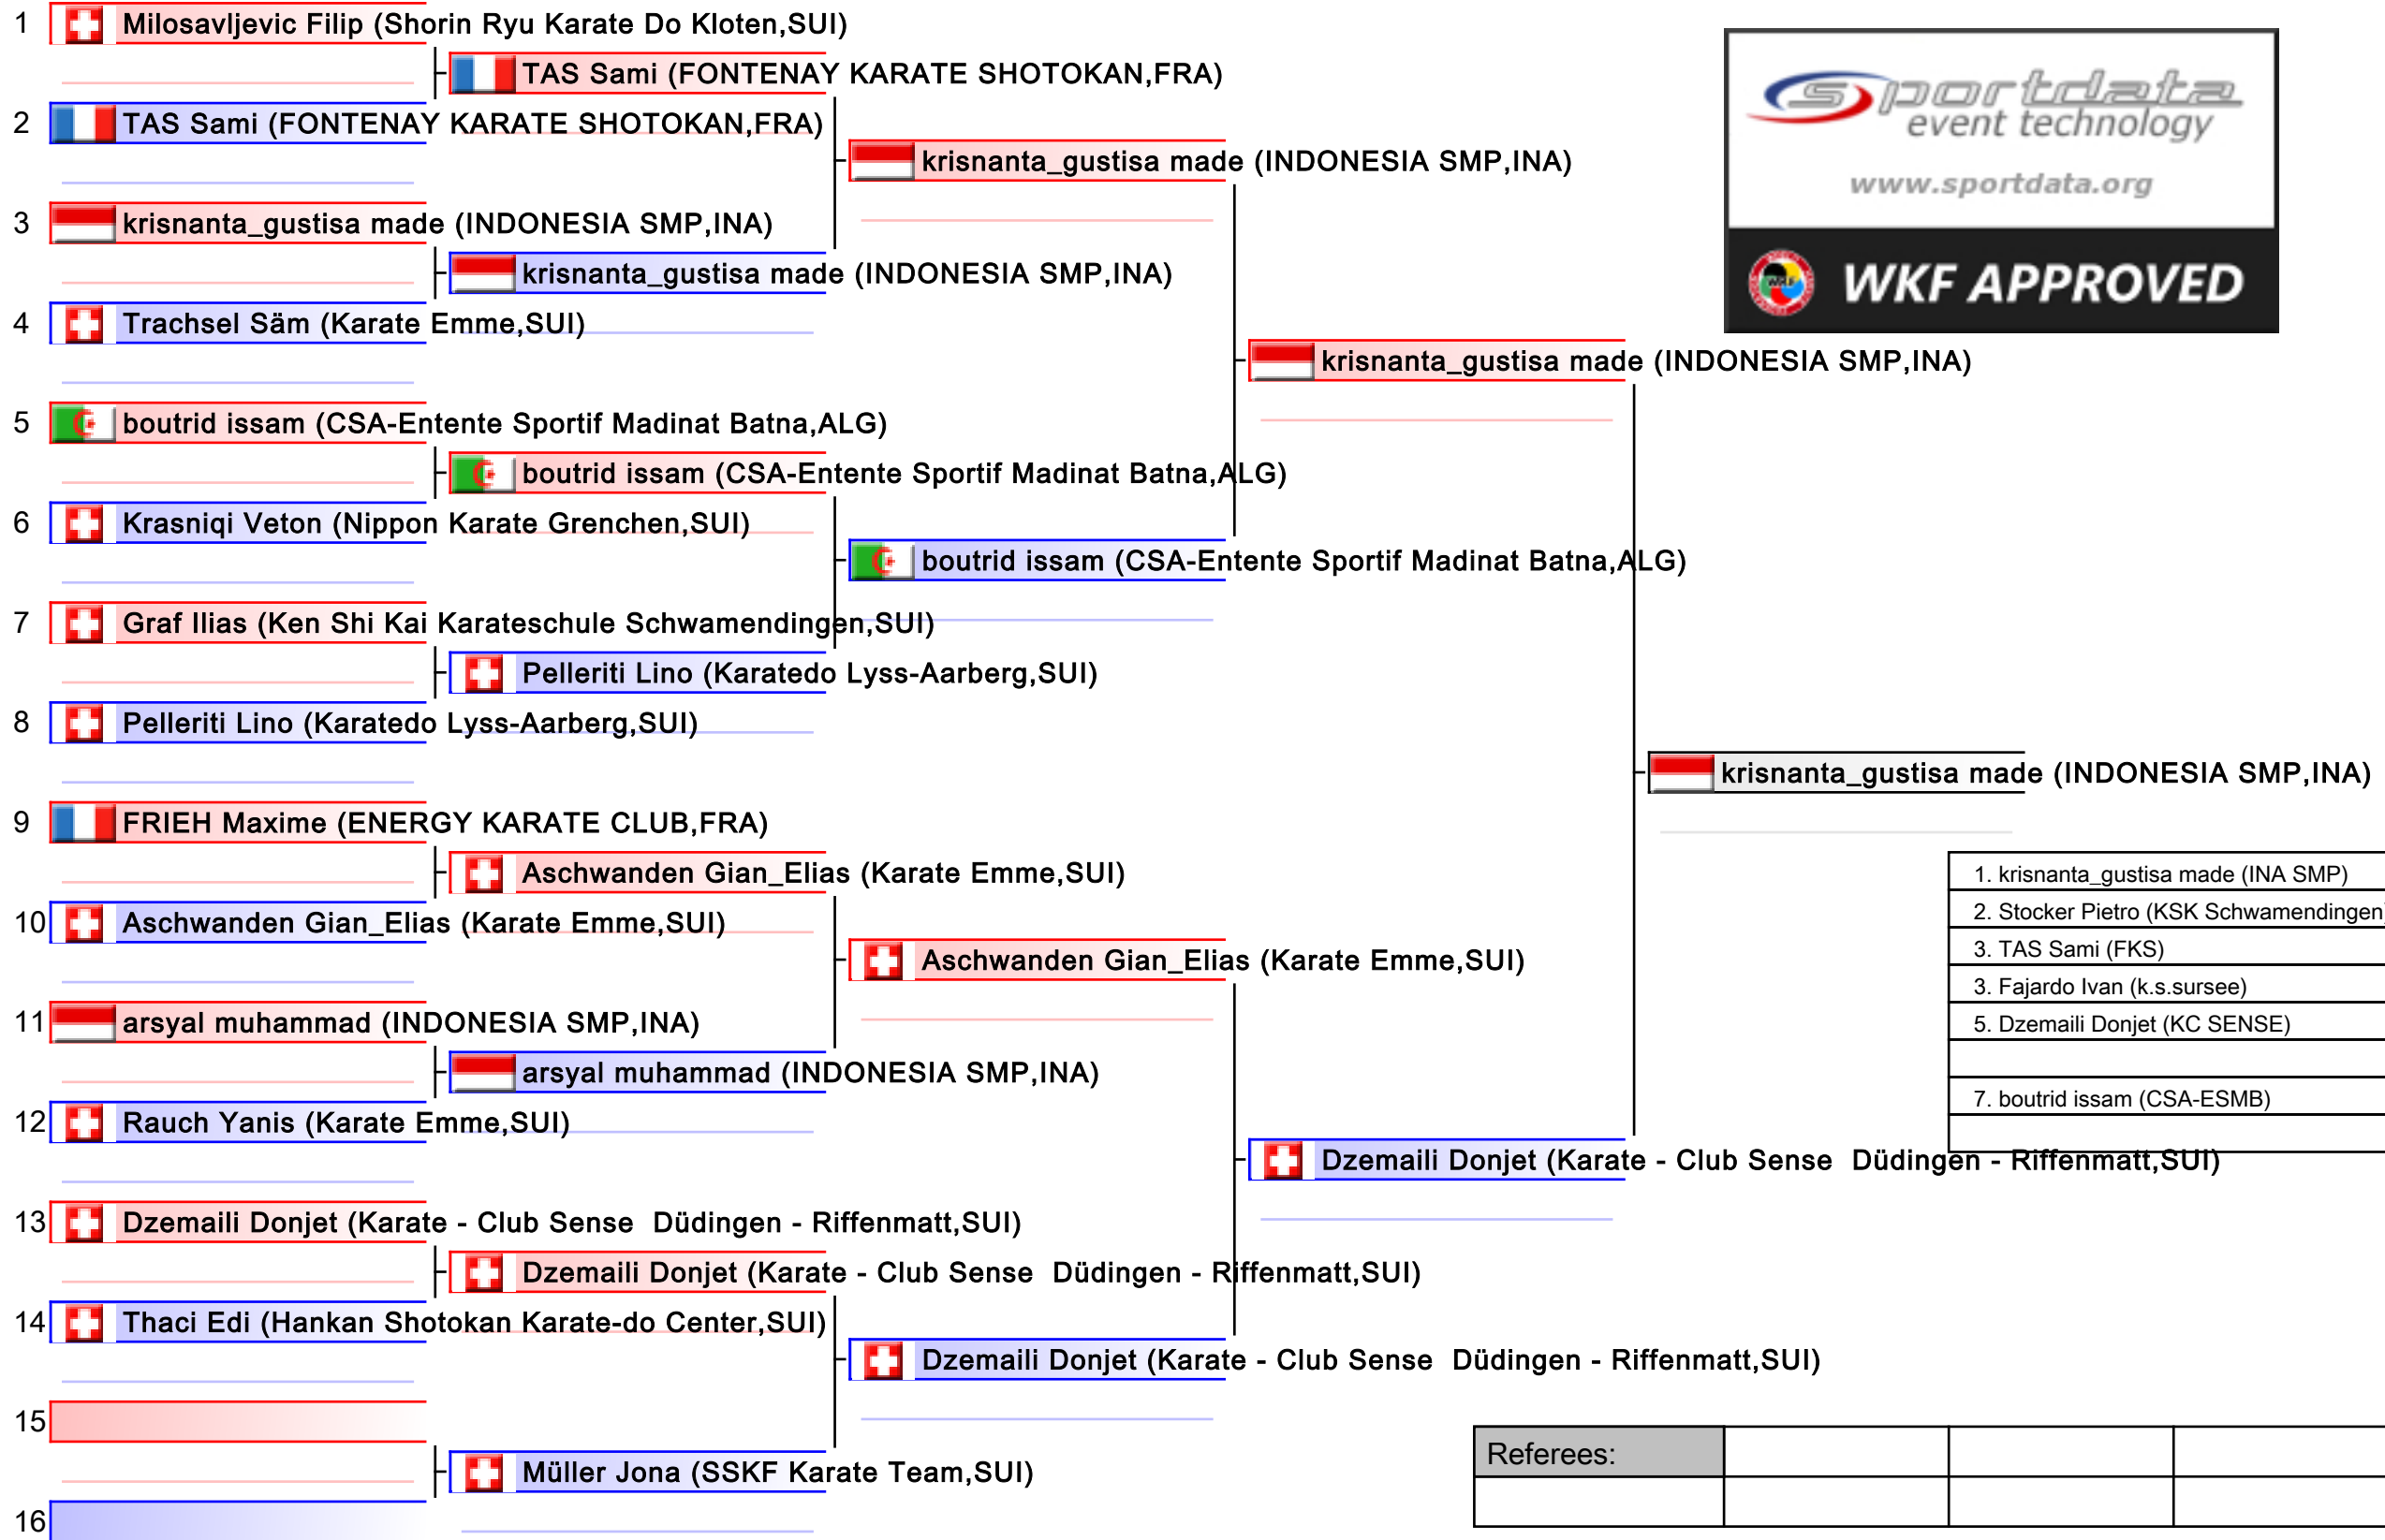 1 Milosavljevic Filip (Shorin Ryu Karate Do Kloten,SUI)
TAS Sami (FONTENAY KARATE SHOTOKAN,FRA)
2 TAS Sami (FONTENAY KARATE SHOTOKAN,FRA)
krisnanta_gustisa made (INDONESIA SMP,INA)
3 krisnanta_gustisa made (INDONESIA SMP,INA)
krisnanta_gustisa made (INDONESIA SMP,INA)
4 Trachsel Säm (Karate Emme,SUI)
krisnanta_gustisa made (INDONESIA SMP,INA)
5 boutrid issam (CSA-Entente Sportif Madinat Batna,ALG)
boutrid issam (CSA-Entente Sportif Madinat Batna,ALG)
6 Krasniqi Veton (Nippon Karate Grenchen,SUI)
boutrid issam (CSA-Entente Sportif Madinat Batna,ALG)
7 Graf Ilias (Ken Shi Kai Karateschule Schwamendingen,SUI)
Pelleriti Lino (Karatedo Lyss-Aarberg,SUI)
8 Pelleriti Lino (Karatedo Lyss-Aarberg,SUI)
krisnanta_gustisa made (INDONESIA SMP,INA)
9 FRIEH Maxime (ENERGY KARATE CLUB,FRA)
Aschwanden Gian_Elias (Karate Emme,SUI)
10 Aschwanden Gian_Elias (Karate Emme,SUI)
Aschwanden Gian_Elias (Karate Emme,SUI)
11 arsyal muhammad (INDONESIA SMP,INA)
arsyal muhammad (INDONESIA SMP,INA)
12 Rauch Yanis (Karate Emme,SUI)
Dzemaili Donjet (Karate - Club Sense  Düdingen - Riffenmatt,SUI)
13 Dzemaili Donjet (Karate - Club Sense  Düdingen - Riffenmatt,SUI)
Dzemaili Donjet (Karate - Club Sense  Düdingen - Riffenmatt,SUI)
14 Thaci Edi (Hankan Shotokan Karate-do Center,SUI)
Dzemaili Donjet (Karate - Club Sense  Düdingen - Riffenmatt,SUI)
15
Müller Jona (SSKF Karate Team,SUI)
16
sportdata
event technology
www.sportdata.org
WKF
WKF APPROVED
1. krisnanta_gustisa made (INA SMP)
2. Stocker Pietro (KSK Schwamendingen)
3. TAS Sami (FKS)
3. Fajardo Ivan (k.s.sursee)
5. Dzemaili Donjet (KC SENSE)
7. boutrid issam (CSA-ESMB)
Referees: